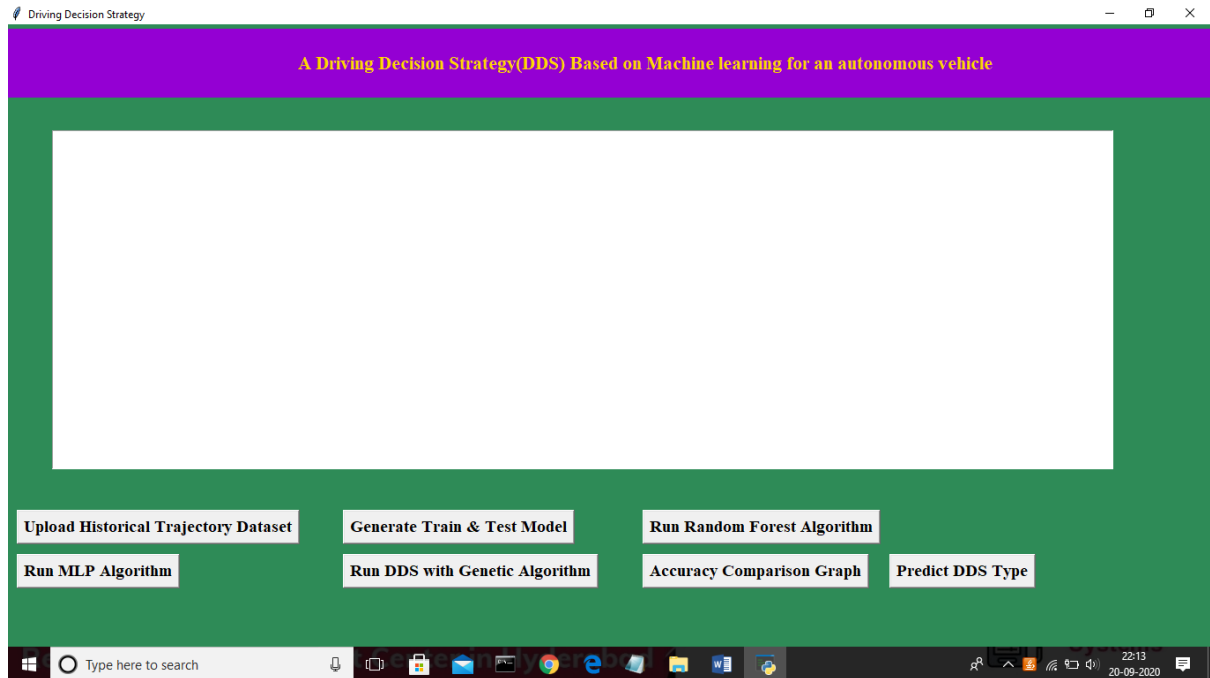 Driving Decision Strategy
A Driving Decision Strategy(DDS) Based on Machine learning for an autonomous vehicle
Upload Historical Trajectory Dataset Generate Train & Test Model Run Random Forest Algorithm
Run MLP Algorithm Run DDS with Genetic Algorithm Accuracy Comparison Graph Predict DDS Type
Type here to search
22:13
20-09-2020